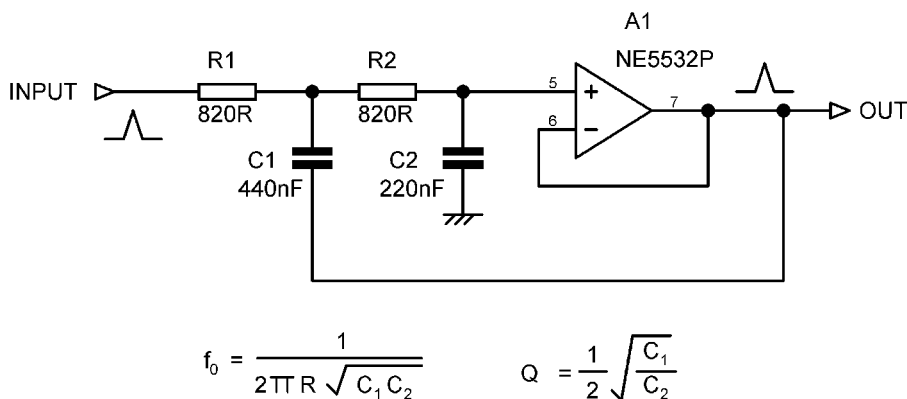 A1
NE5532P
R1
R2
INPUT
820R
820R
5
+
6
−
7
OUT
C1
440nF
C2
220nF
f₀ = 1 / 2π R √C₁ C₂
Q = 1/2 √C₁/C₂